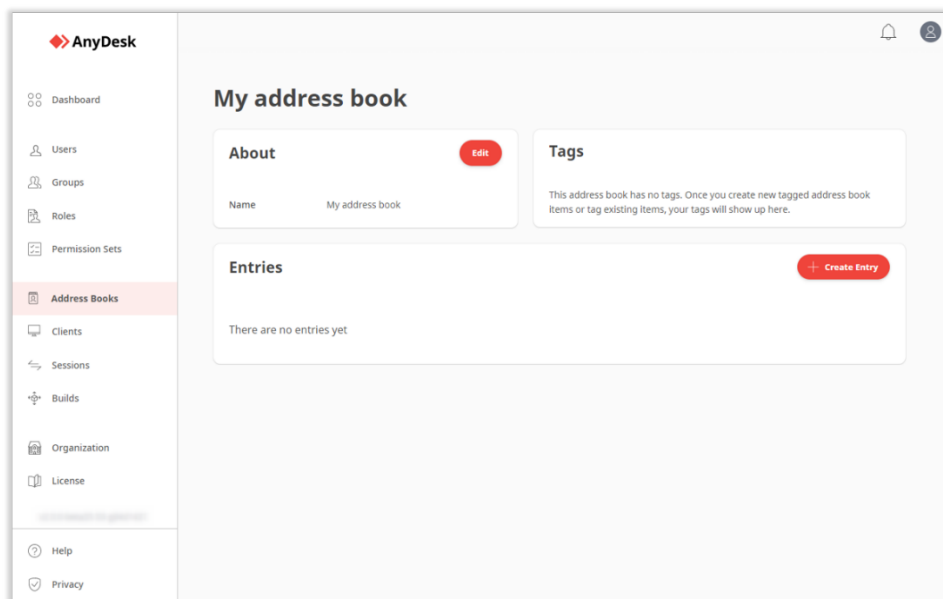 AnyDesk
Dashboard
Users
Groups
Roles
Permission Sets
Address Books
Clients
Sessions
Builds
Organization
License
Help
Privacy
My address book
About
Edit
Name
My address book
Tags
This address book has no tags. Once you create new tagged address book
items or tag existing items, your tags will show up here.
Entries
Create Entry
There are no entries yet